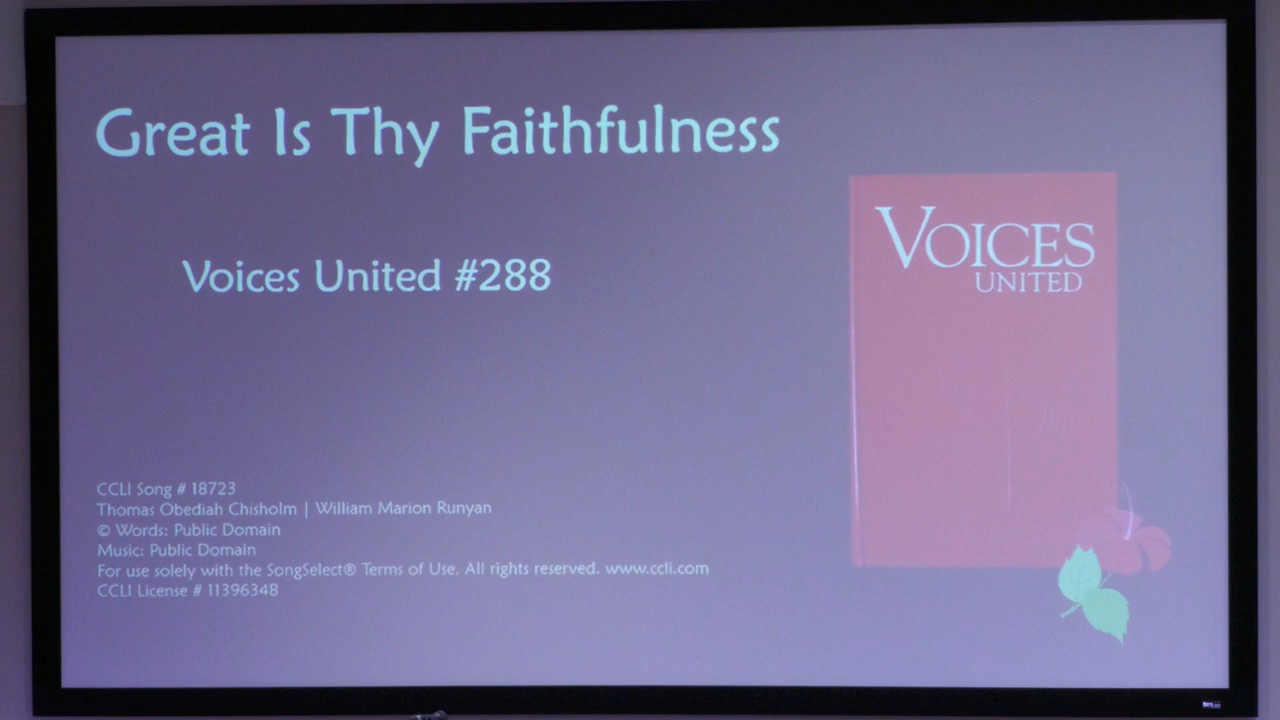 Great Is Thy Faithfulness
Voices United #288
VOICES
UNITED
CCLI Song # 18723
Thomas Obediah Chisholm | William Marion Runyan
© Words: Public Domain
Music: Public Domain
For use solely with the SongSelect® Terms of Use. All rights reserved. www.ccli.com
CCLI License # 11396348